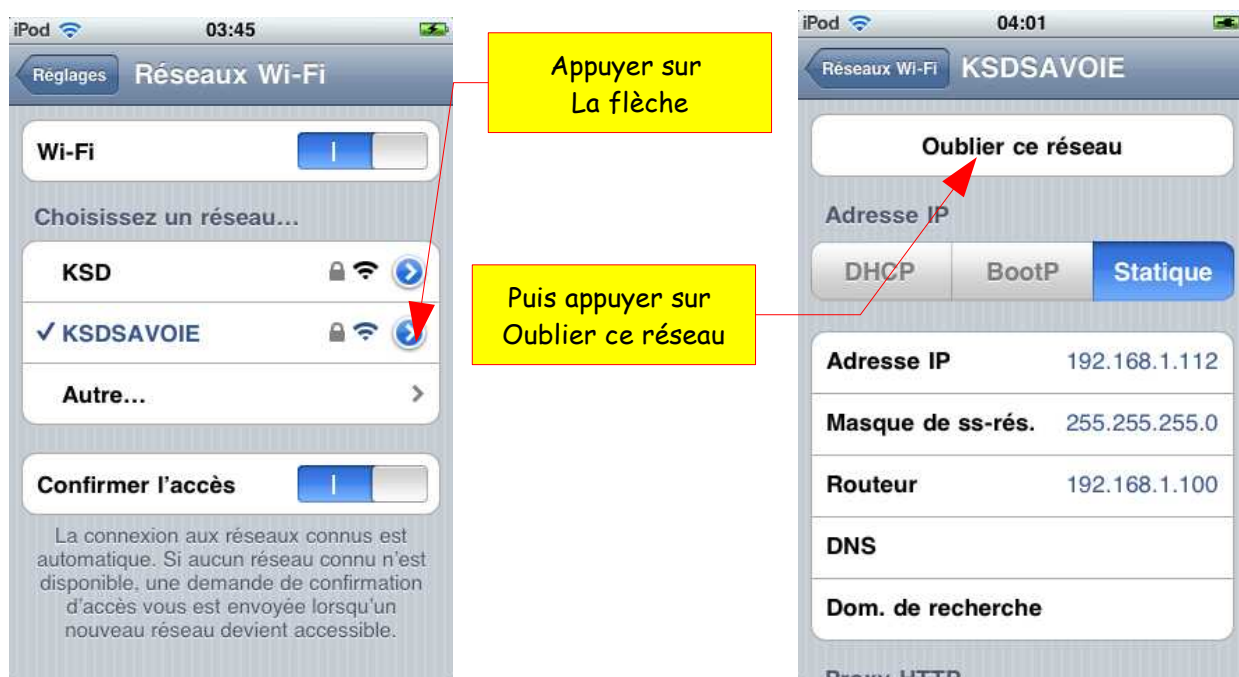 iPod 03:45
Réglages Réseaux Wi-Fi
Wi-Fi
Choisissez un réseau...
KSD
✓ KSDSAVOIE
Autre...
Confirmer l'accès
La connexion aux réseaux connus est
automatique. Si aucun réseau connu n'est
disponible, une demande de confirmation
d'accès vous est envoyée lorsqu'un
nouveau réseau devient accessible.
Appuyer sur
La flèche
Puis appuyer sur
Oublier ce réseau
iPod 04:01
Réseaux Wi-Fi KSDSAVOIE
Oublier ce réseau
Adresse IP
DHCP BootP Statique
Adresse IP 192.168.1.112
Masque de ss-rés. 255.255.255.0
Routeur 192.168.1.100
DNS
Dom. de recherche
Proxy HTTP